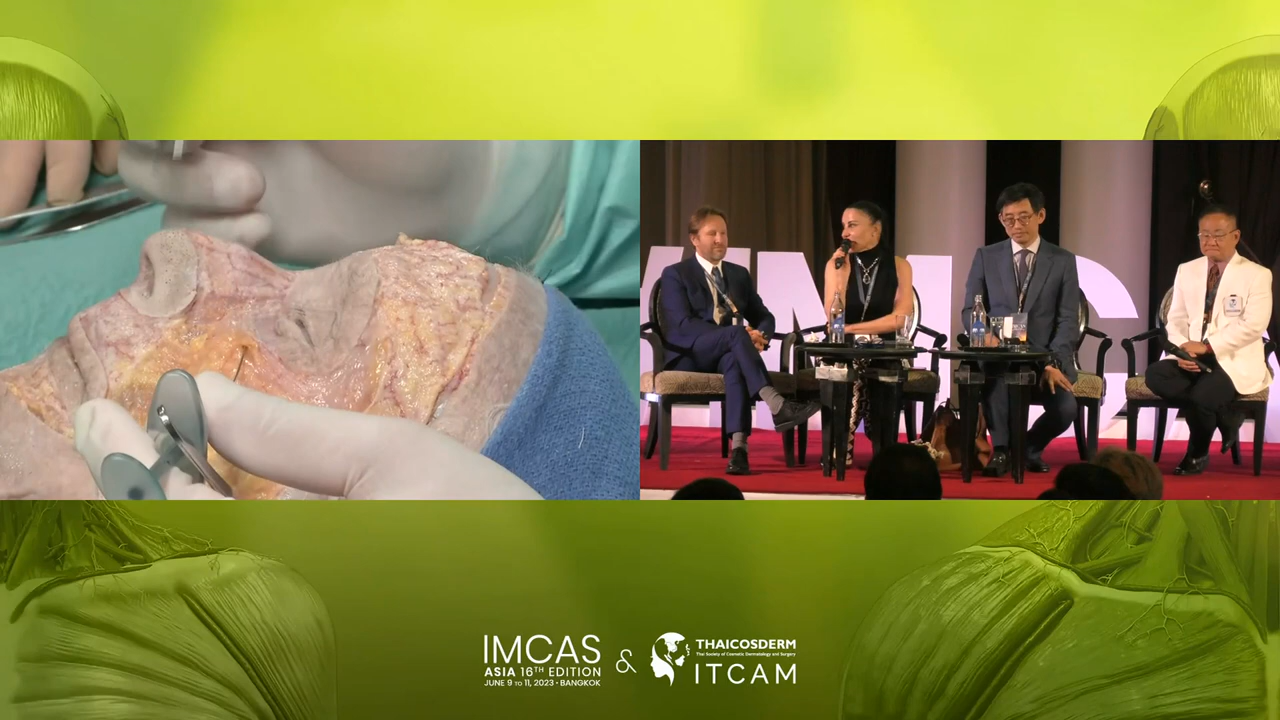 IMCAS
ASIA 16TH EDITION
JUNE 9 TO 11, 2023 • BANGKOK
&
THAICOSDERM
Thai Society of Cosmetic Dermatology and Surgery
ITCAM
IMC